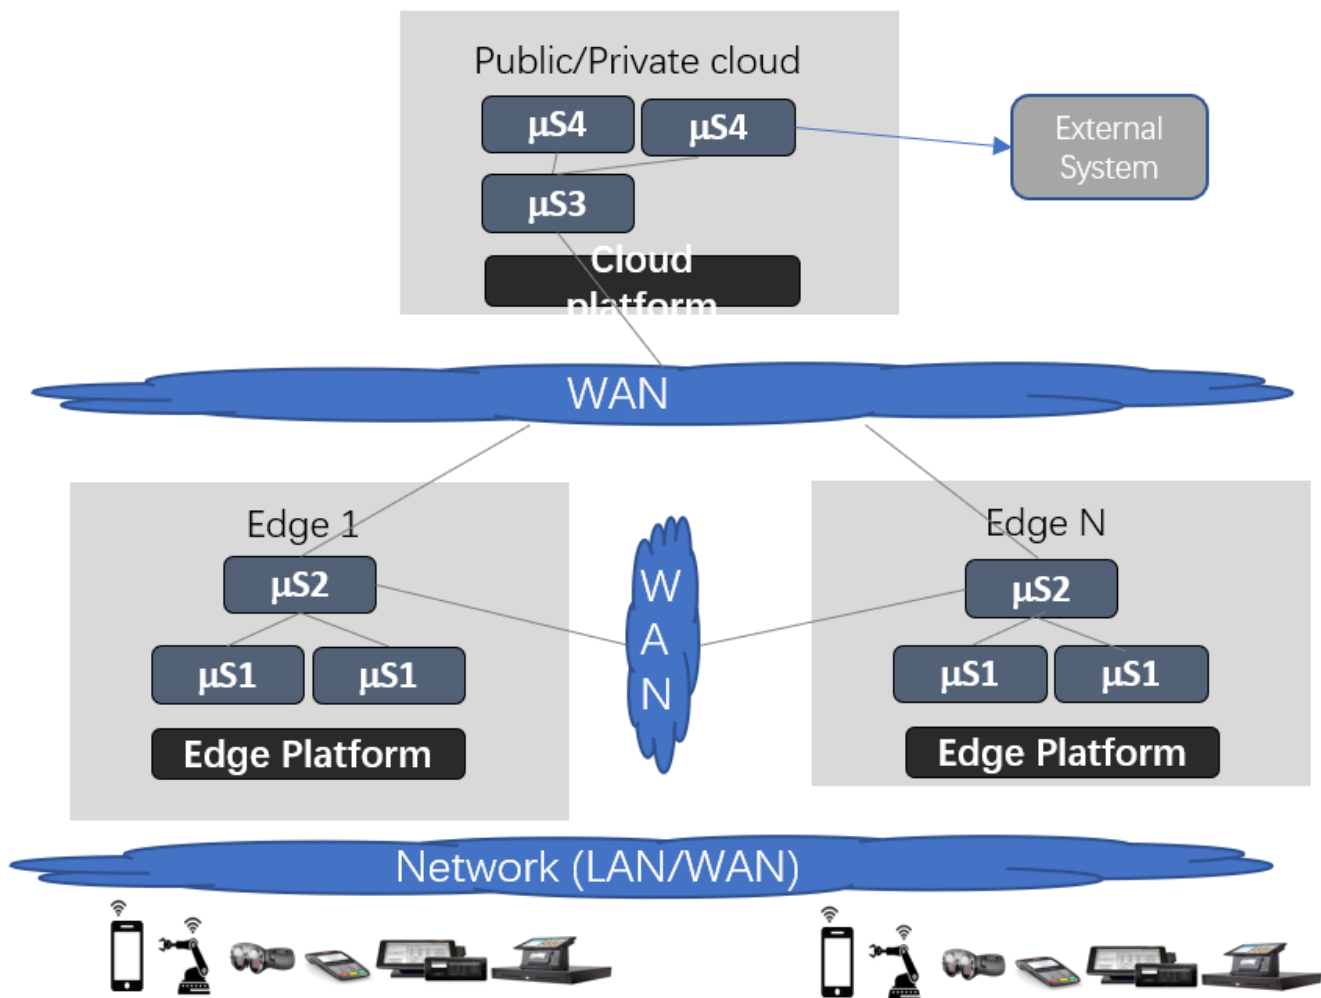 Public/Private cloud
μS4
μS4
External
System
μS3
Cloud
platform
WAN
Edge 1
Edge N
μS2
W
A
N
μS2
μS1
μS1
μS1
μS1
Edge Platform
Edge Platform
Network (LAN/WAN)